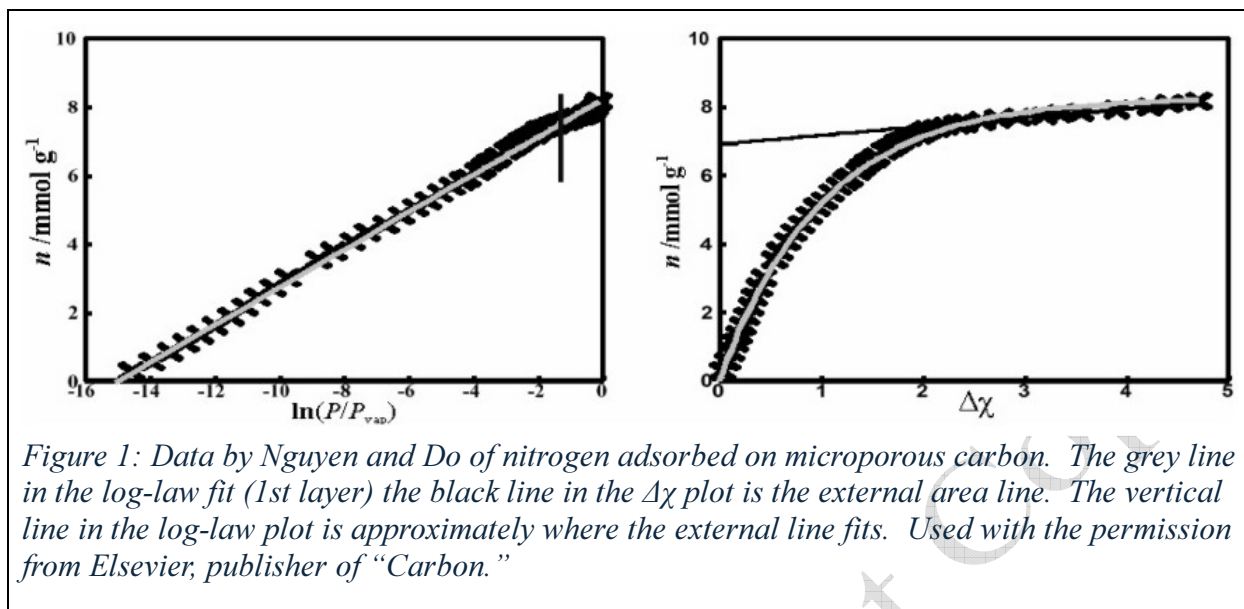 10
8
6
4
2
0
n /mmol g⁻¹
-16 -14 -12 -10 -8 -6 -4 -2 0
ln(P/Pvap)
10
8
6
4
2
0
n /mmol g⁻¹
0 1 2 3 4 5
Δχ
Figure 1: Data by Nguyen and Do of nitrogen adsorbed on microporous carbon. The grey line
in the log-law fit (1st layer) the black line in the Δχ plot is the external area line. The vertical
line in the log-law plot is approximately where the external line fits. Used with the permission
from Elsevier, publisher of “Carbon.”